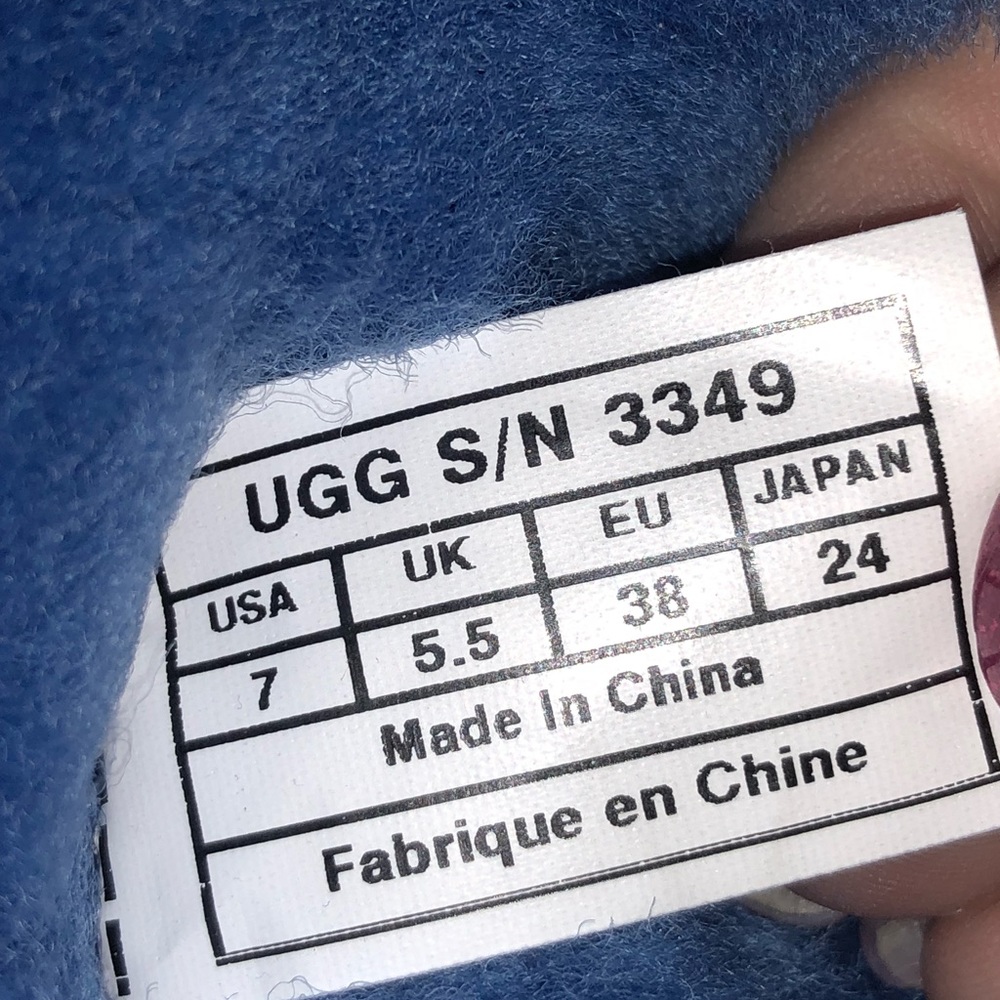 UGG S/N 3349
USA UK EU JAPAN
7 5.5 38 24
Made In China
Fabrique en Chine